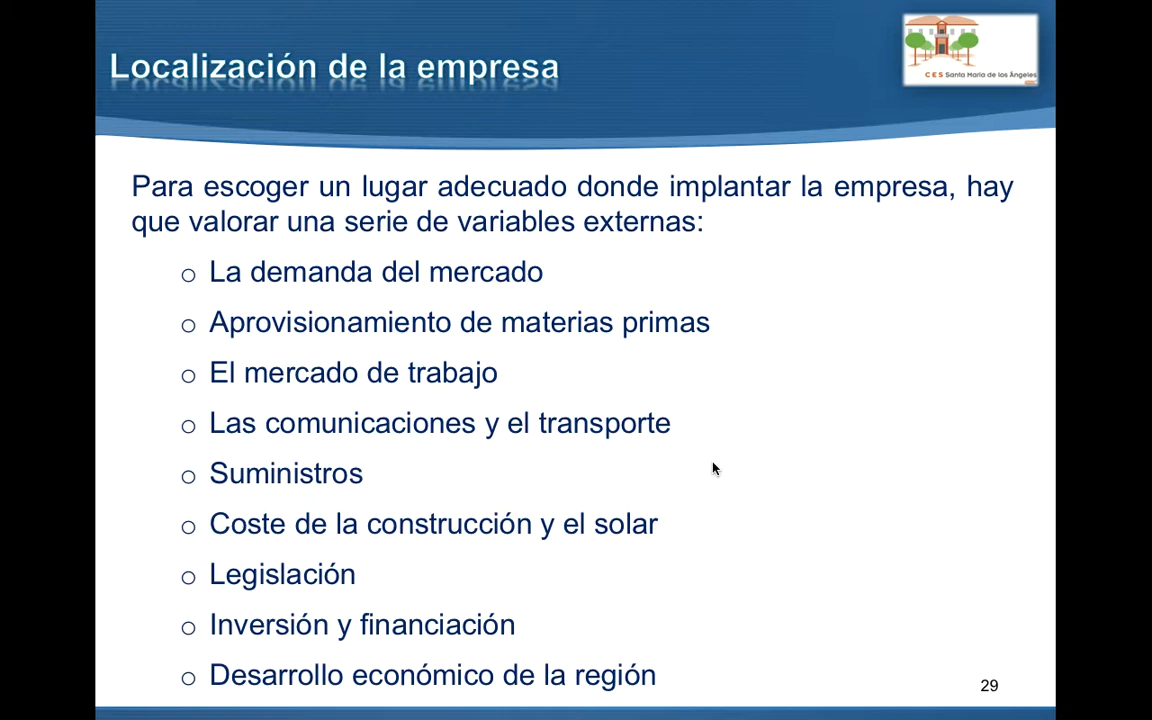 Localización de la empresa
CES Santa María de los Ángeles
Para escoger un lugar adecuado donde implantar la empresa, hay
que valorar una serie de variables externas:
o La demanda del mercado
o Aprovisionamiento de materias primas
o El mercado de trabajo
o Las comunicaciones y el transporte
o Suministros
o Coste de la construcción y el solar
o Legislación
o Inversión y financiación
o Desarrollo económico de la región
29